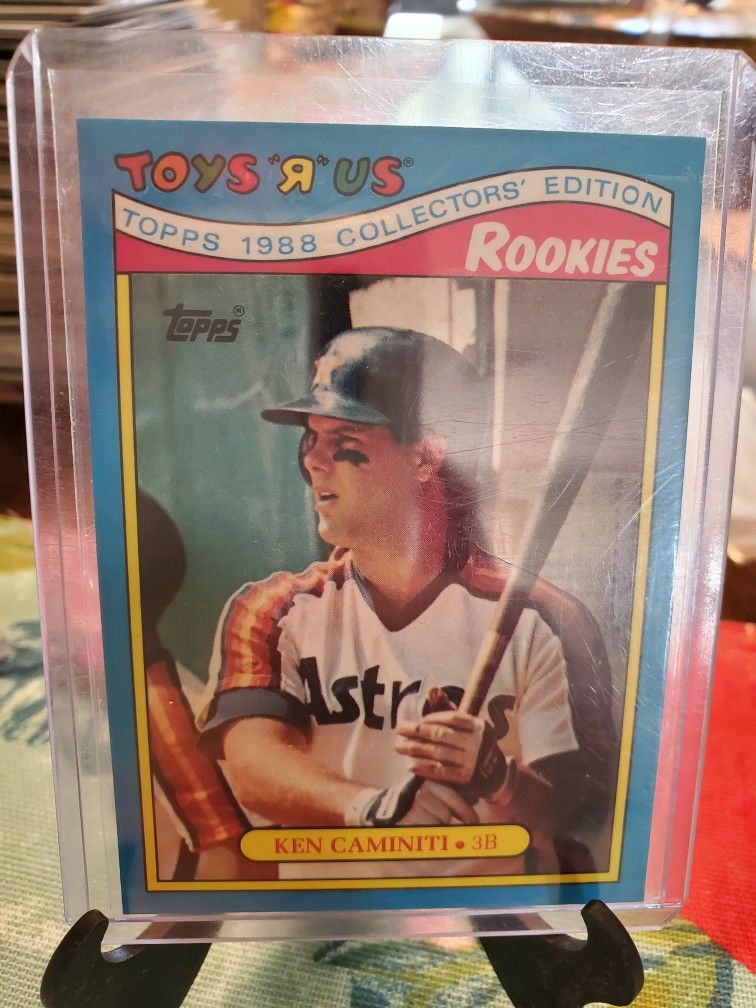 TOYS "R" US®
TOPPS 1988 COLLECTORS' EDITION
ROOKIES
topps®
Astros
KEN CAMINITI • 3B